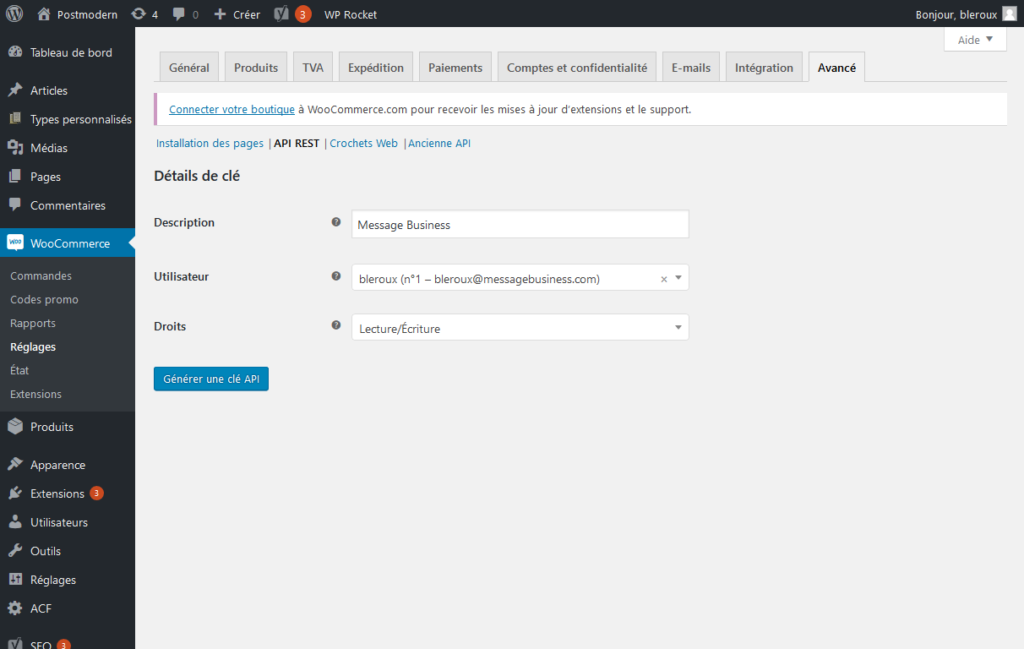 Postmodern 4 0 Créer 3 WP Rocket Bonjour, bleroux
Aide
Tableau de bord
Articles
Types personnalisés
Médias
Pages
Commentaires
WooCommerce
Commandes
Codes promo
Rapports
Réglages
État
Extensions
Produits
Apparence
Extensions 3
Utilisateurs
Outils
Réglages
ACF
SEO 3
Général Produits TVA Expédition Paiements Comptes et confidentialité E-mails Intégration Avancé
Connecter votre boutique à WooCommerce.com pour recevoir les mises à jour d'extensions et le support.
Installation des pages | API REST | Crochets Web | Ancienne API
Détails de clé
Description Message Business
Utilisateur bleroux (n°1 – bleroux@messagebusiness.com) ×
Droits Lecture/Écriture
Générer une clé API